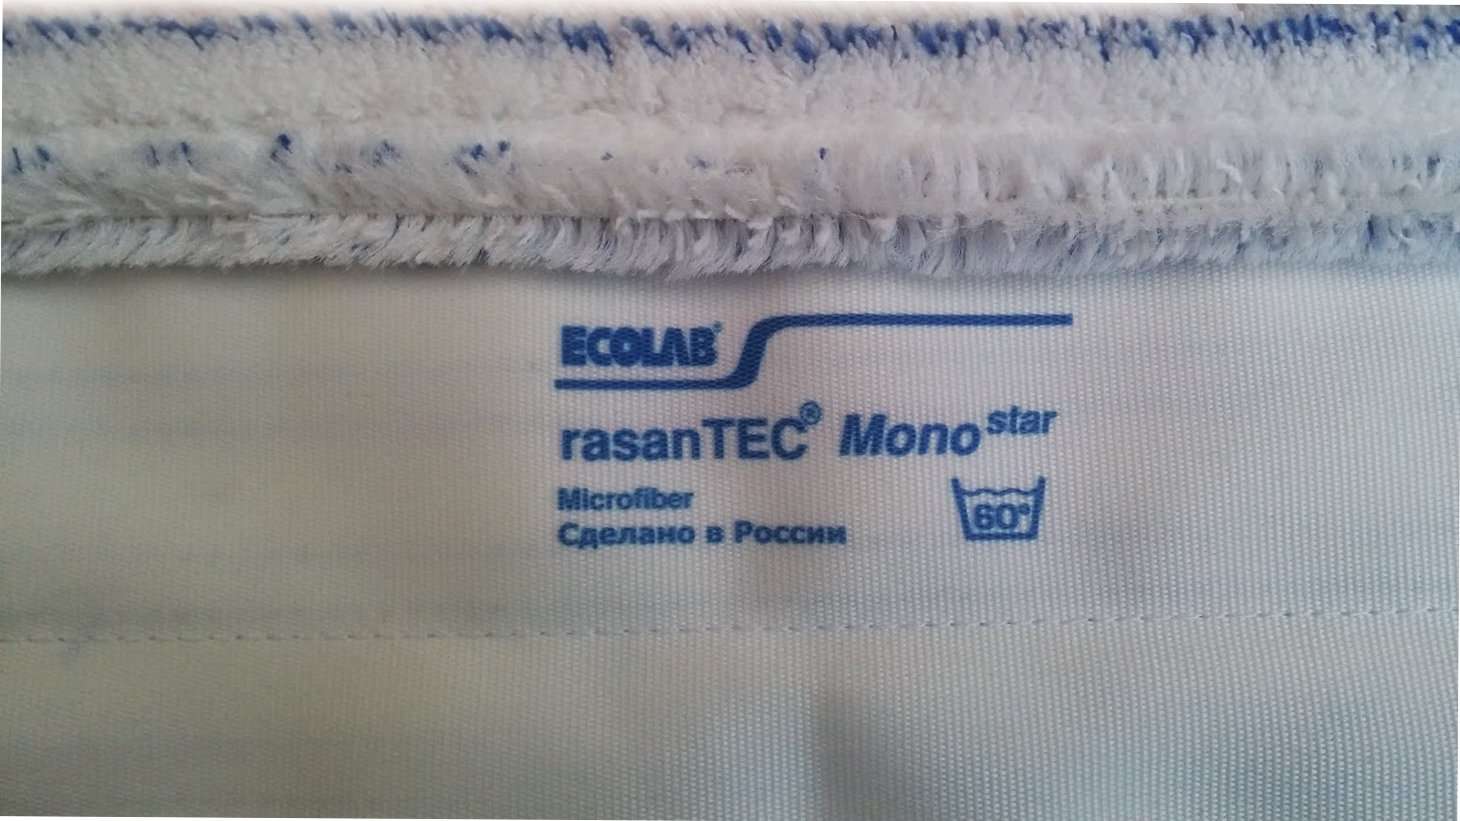 ECOLAB®
rasanTEC® Mono star
Microfiber
Сделано в России
60°